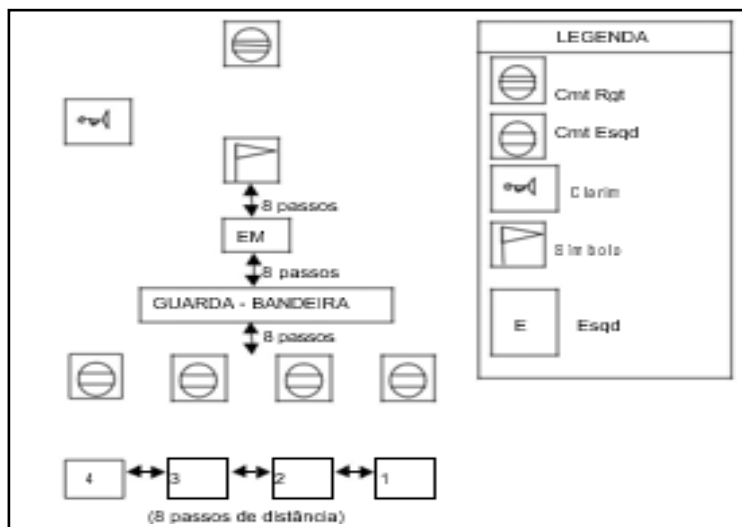 LEGENDA
Cmt Rgt
Cmt Esqd
Clarim
Símbolo
E Esqd
8 passos
EM
8 passos
GUARDA - BANDEIRA
8 passos
4 3 2 1
(8 passos de distância)